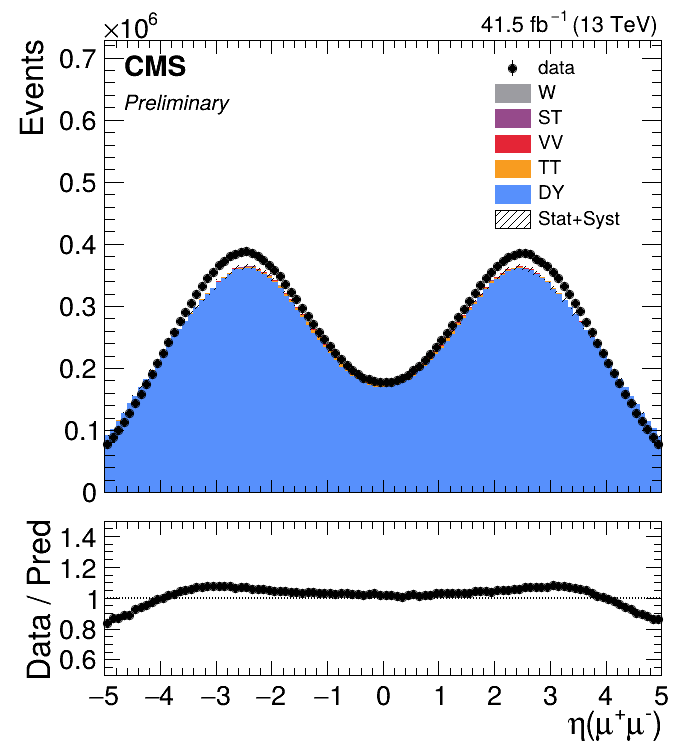 ×10⁶
41.5 fb⁻¹ (13 TeV)
CMS
Preliminary
data
W
ST
VV
TT
DY
Stat+Syst
Events
0.7
0.6
0.5
0.4
0.3
0.2
0.1
0
Data / Pred
1.4
1.2
1
0.8
0.6
−5 −4 −3 −2 −1 0 1 2 3 4 5
η(μ⁺μ⁻)